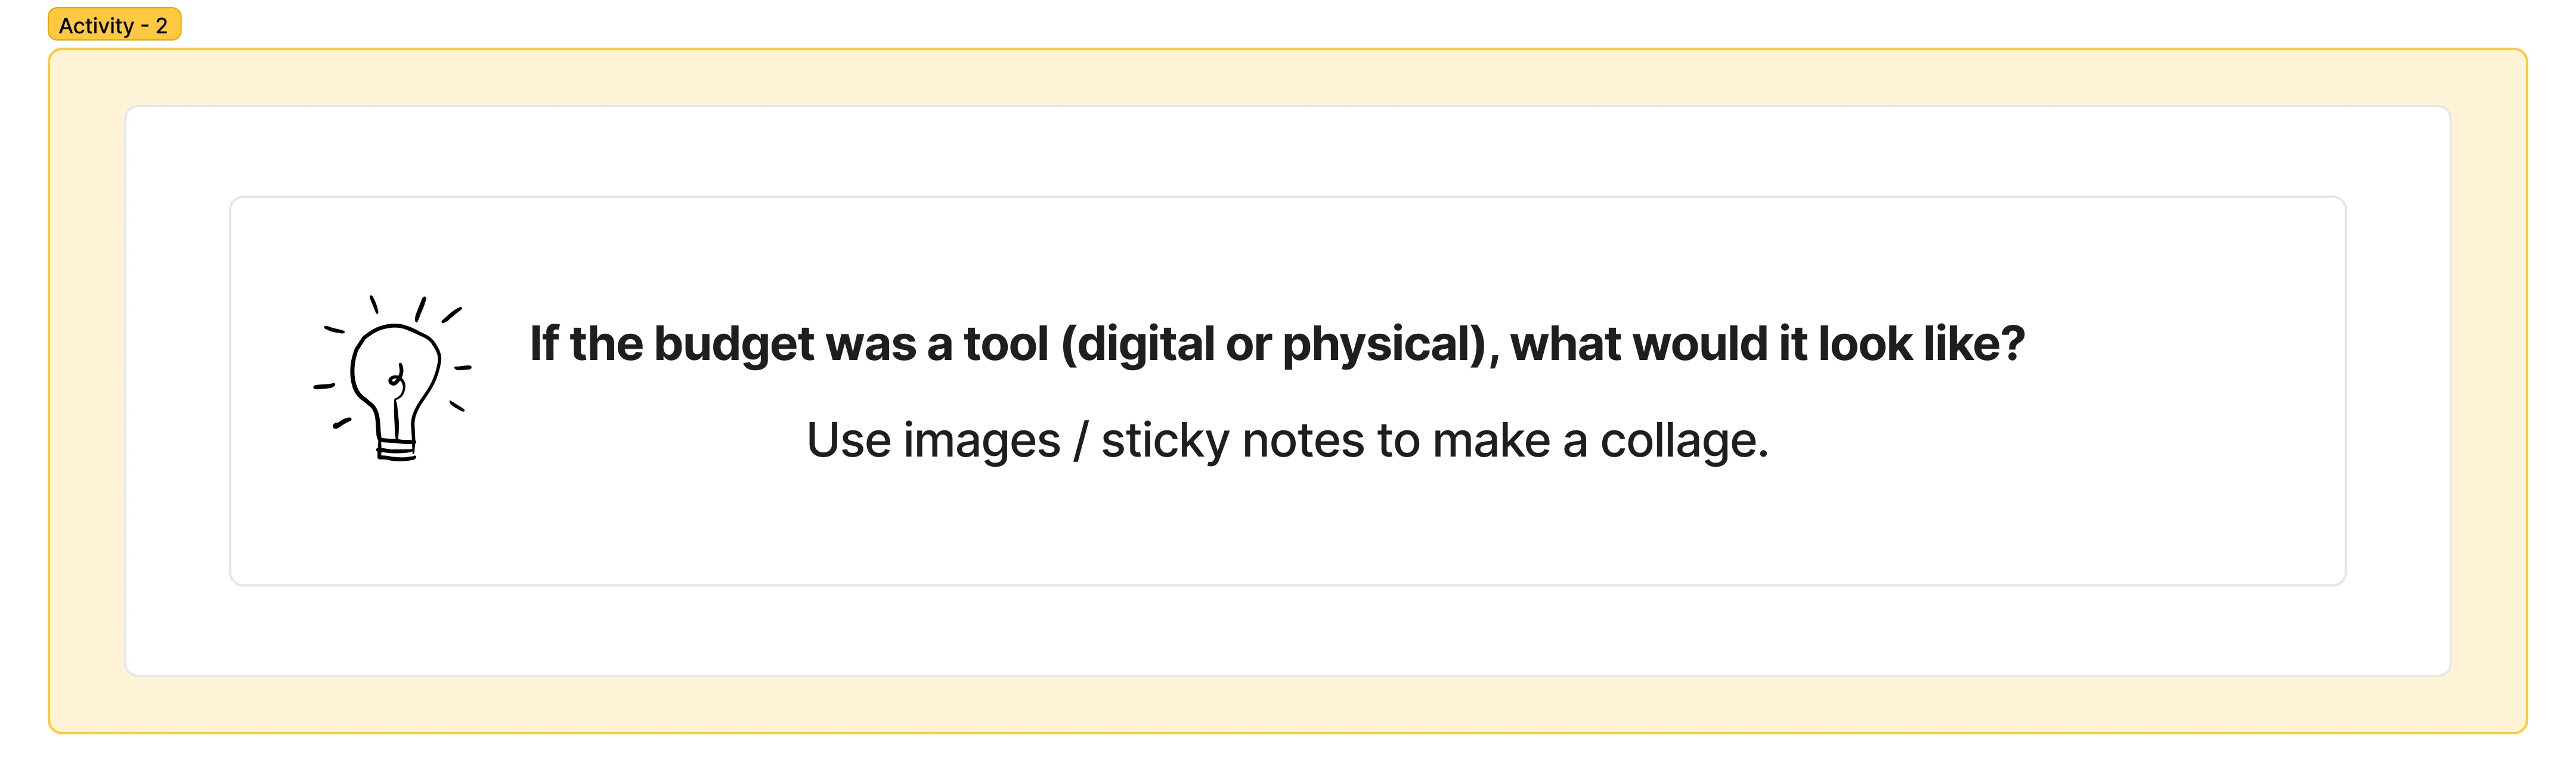 Activity - 2
If the budget was a tool (digital or physical), what would it look like?
Use images / sticky notes to make a collage.